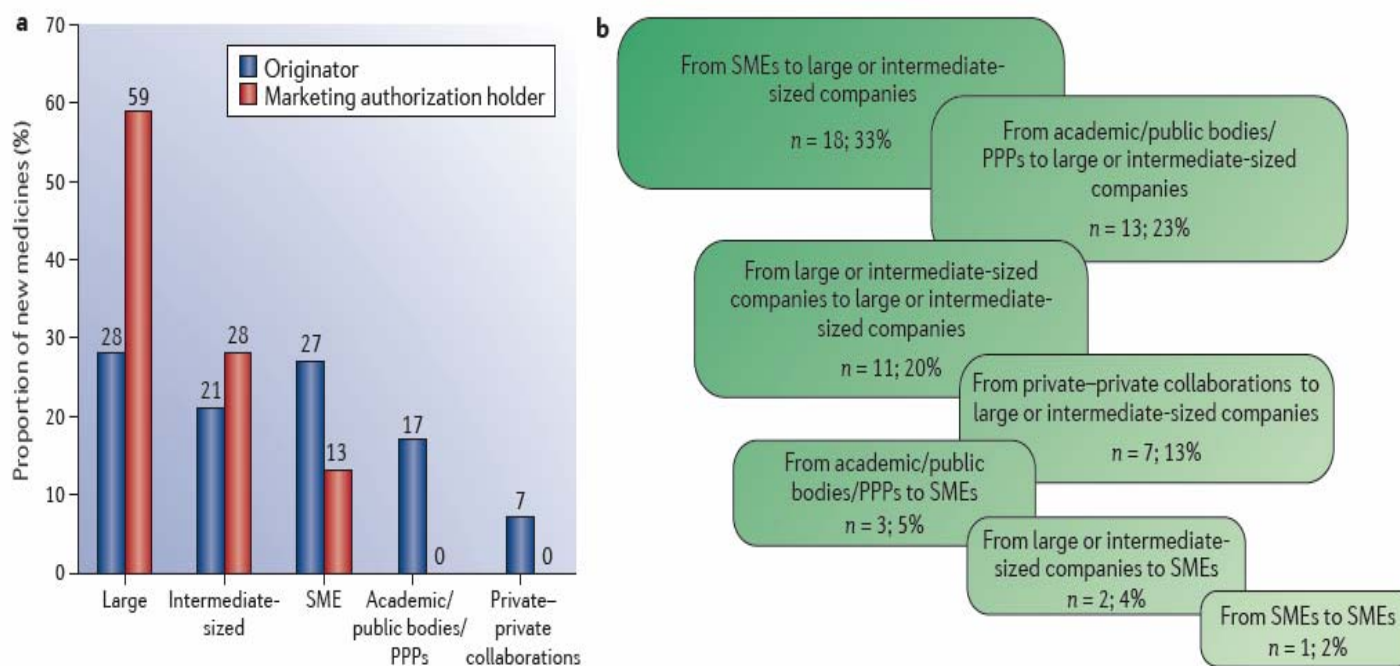 a
Proportion of new medicines (%)
70
60
50
40
30
20
10
0
Originator
Marketing authorization holder
28
59
21
28
27
13
17
0
7
0
Large
Intermediate-
sized
SME
Academic/
public bodies/
PPPs
Private–
private
collaborations
b
From SMEs to large or intermediate-
sized companies
n = 18; 33%
From academic/public bodies/
PPPs to large or intermediate-sized
companies
n = 13; 23%
From large or intermediate-sized
companies to large or intermediate-
sized companies
n = 11; 20%
From private–private collaborations to
large or intermediate-sized companies
n = 7; 13%
From academic/public
bodies/PPPs to SMEs
n = 3; 5%
From large or intermediate-
sized companies to SMEs
n = 2; 4%
From SMEs to SMEs
n = 1; 2%